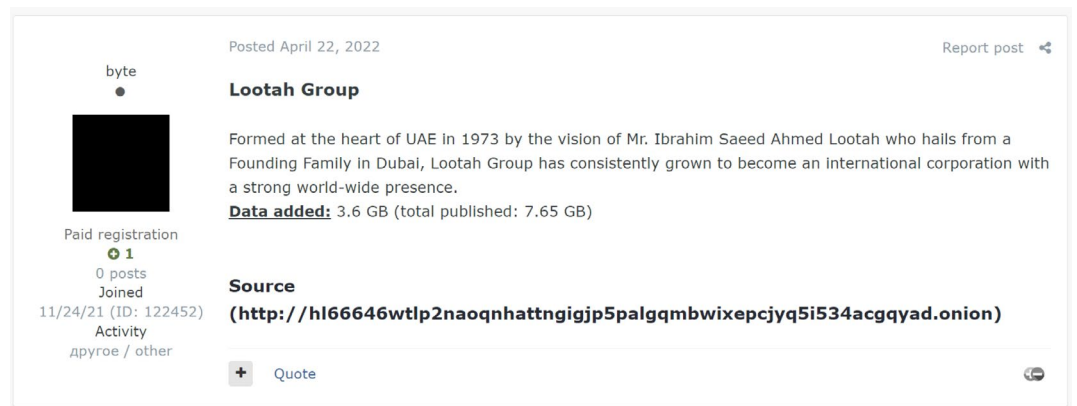 Posted April 22, 2022
Report post
byte
Lootah Group
Formed at the heart of UAE in 1973 by the vision of Mr. Ibrahim Saeed Ahmed Lootah who hails from a
Founding Family in Dubai, Lootah Group has consistently grown to become an international corporation with
a strong world-wide presence.
Data added: 3.6 GB (total published: 7.65 GB)
Paid registration
1
0 posts
Joined
11/24/21 (ID: 122452)
Activity
другое / other
Source
(http://hl66646wtlp2naoqnhattngigjp5palgqmbwixepcjyq5i534acgqyad.onion)
+ Quote